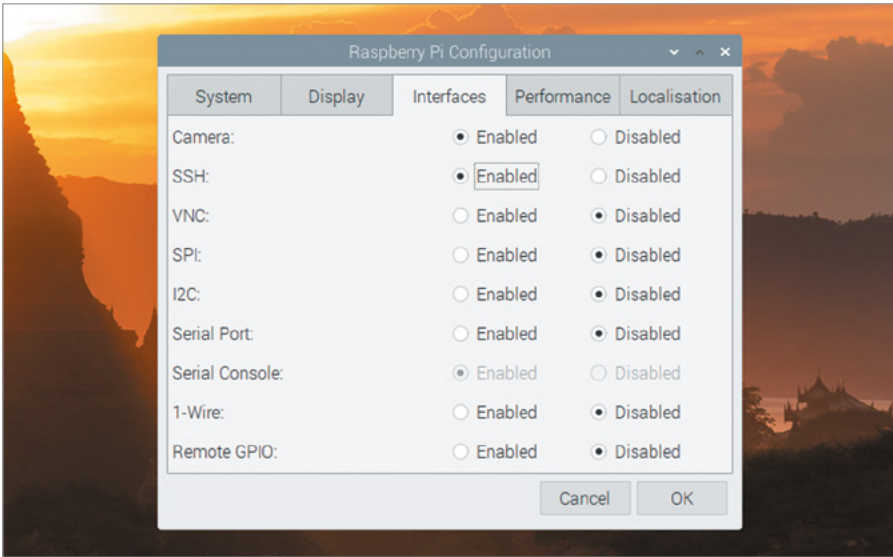 Raspberry Pi Configuration
System Display Interfaces Performance Localisation
Camera: Enabled Disabled
SSH: Enabled Disabled
VNC: Enabled Disabled
SPI: Enabled Disabled
I2C: Enabled Disabled
Serial Port: Enabled Disabled
Serial Console: Enabled Disabled
1-Wire: Enabled Disabled
Remote GPIO: Enabled Disabled
Cancel OK